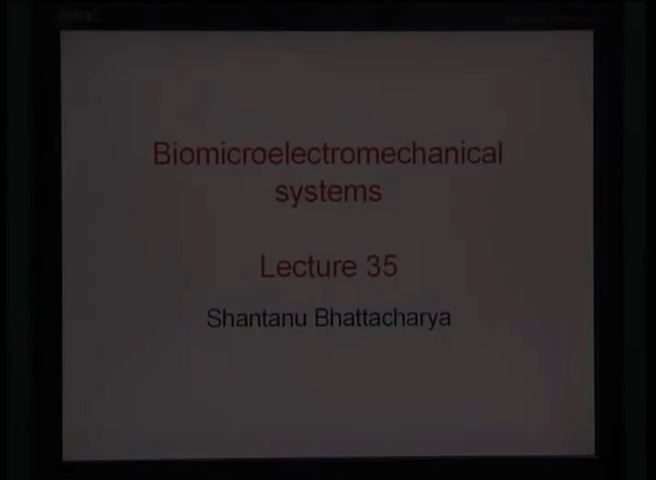 Biomicroelectromechanical
systems
Lecture 35
Shantanu Bhattacharya